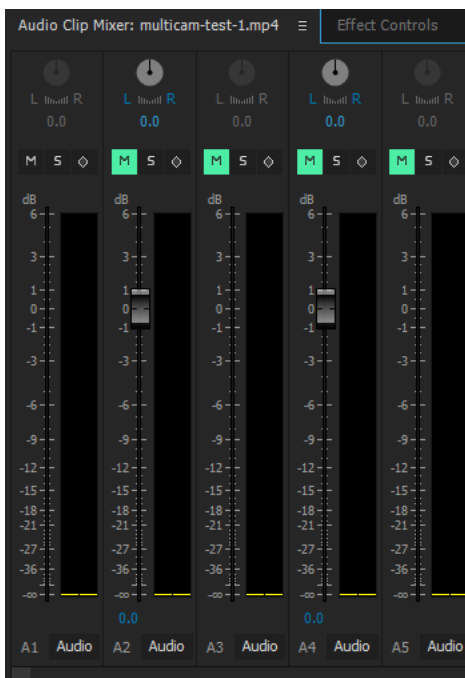 Audio Clip Mixer: multicam-test-1.mp4 ≡ Effect Controls
L R L R L R L R L R
0.0 0.0 0.0 0.0 0.0
M S M S M S M S M S
dB dB dB dB dB
6 6 6 6 6
3 3 3 3 3
1 1 1 1 1
0 0 0 0 0
-1 -1 -1 -1 -1
-3 -3 -3 -3 -3
-6 -6 -6 -6 -6
-9 -9 -9 -9 -9
-12 -12 -12 -12 -12
-15 -15 -15 -15 -15
-18 -18 -18 -18 -18
-21 -21 -21 -21 -21
-27 -27 -27 -27 -27
-36 -36 -36 -36 -36
-∞ -∞ -∞ -∞ -∞
0.0 0.0
A1 Audio A2 Audio A3 Audio A4 Audio A5 Audio